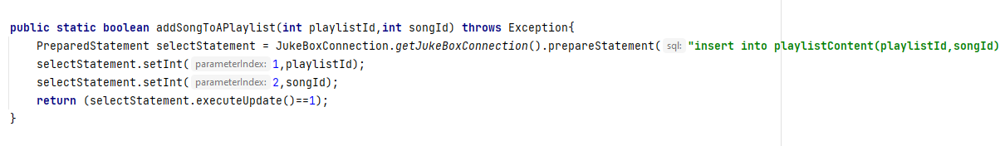 public static boolean addSongToAPlaylist(int playlistId,int songId) throws Exception{
PreparedStatement selectStatement = JukeBoxConnection.getJukeBoxConnection().prepareStatement( sql: "insert into playlistContent(playlistId,songId)
selectStatement.setInt( parameterIndex: 1,playlistId);
selectStatement.setInt( parameterIndex: 2,songId);
return (selectStatement.executeUpdate()==1);
}